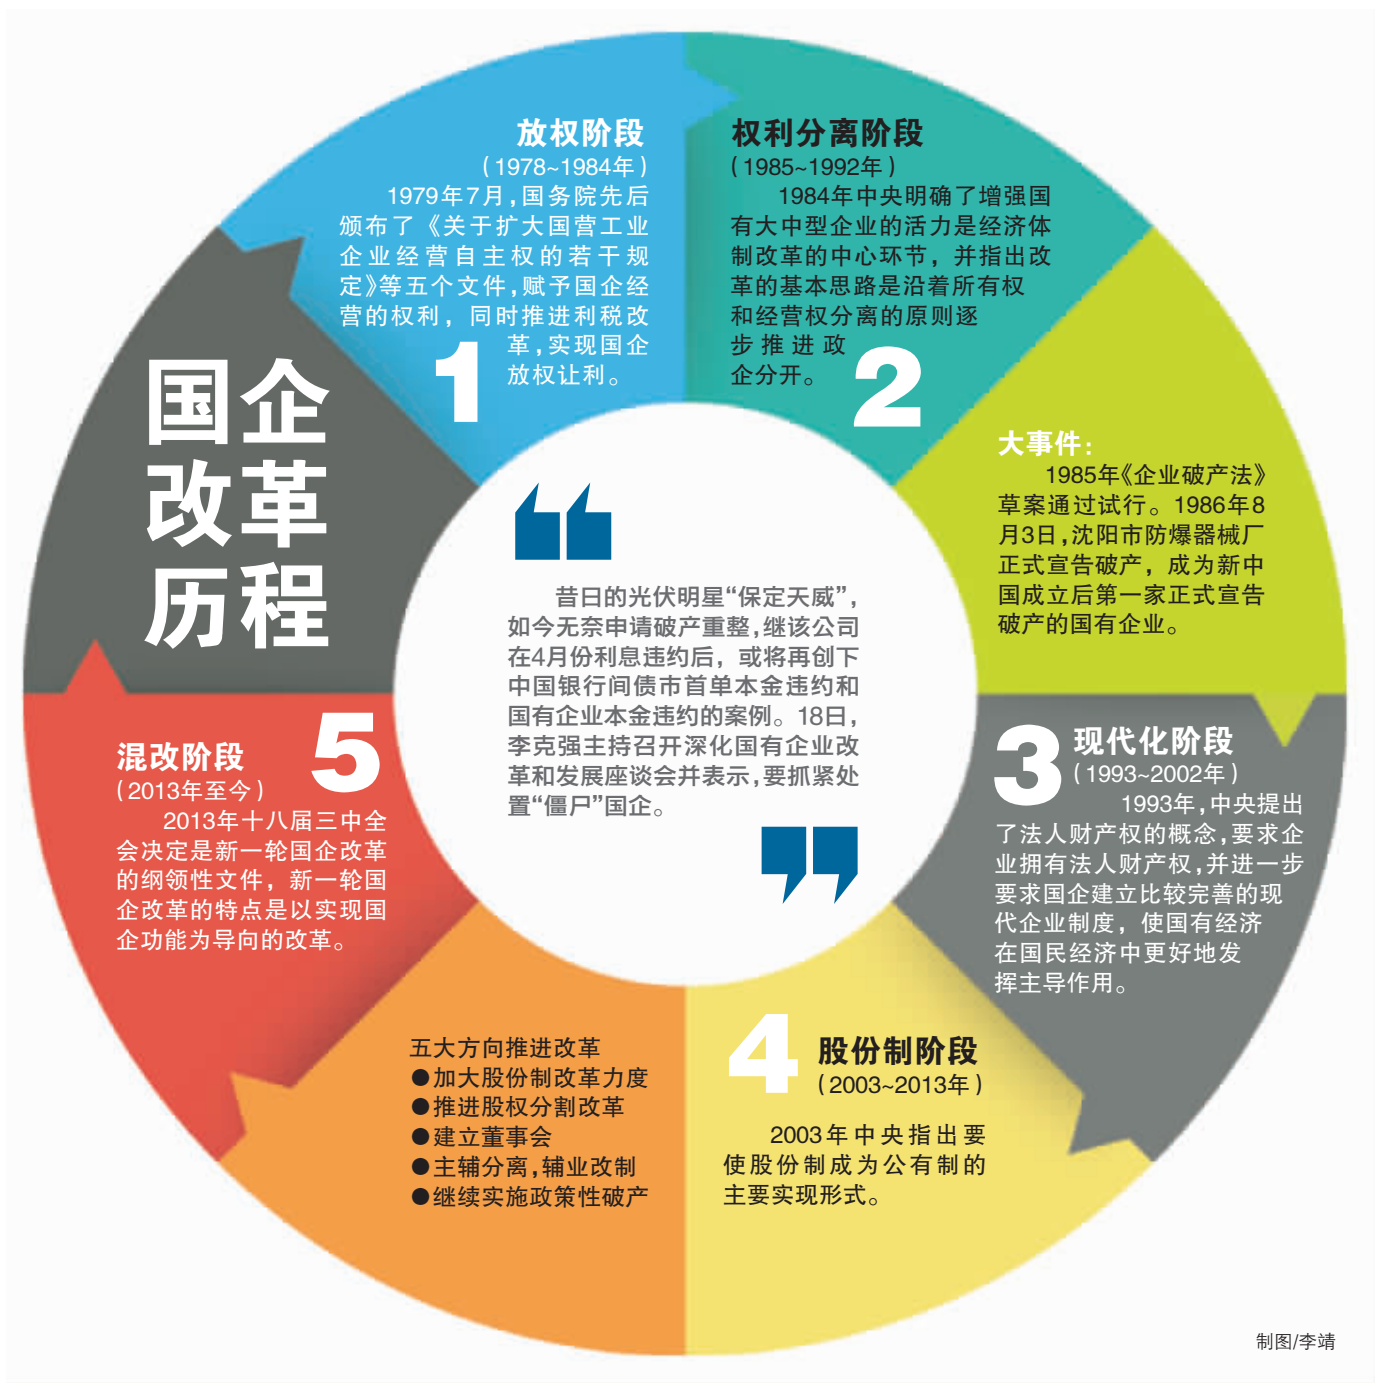 国企
改革
历程
1
放权阶段
(1978~1984年)
1979年7月,国务院先后
颁布了《关于扩大国营工业
企业经营自主权的若干规
定》等五个文件,赋予国企经
营的权利，同时推进利税改
革,实现国企
放权让利。
2
权利分离阶段
(1985~1992年)
1984年中央明确了增强国
有大中型企业的活力是经济体
制改革的中心环节，并指出改
革的基本思路是沿着所有权
和经营权分离的原则逐
步推进政
企分开。
大事件:
1985年《企业破产法》
草案通过试行。1986年8
月3日,沈阳市防爆器械厂
正式宣告破产，成为新中
国成立后第一家正式宣告
破产的国有企业。
3
现代化阶段
(1993~2002年)
1993年,中央提出
了法人财产权的概念,要求企
业拥有法人财产权,并进一步
要求国企建立比较完善的现
代企业制度，使国有经济
在国民经济中更好地发
挥主导作用。
4
股份制阶段
(2003~2013年)
2003年中央指出要
使股份制成为公有制的
主要实现形式。
五大方向推进改革
●加大股份制改革力度
●推进股权分割改革
●建立董事会
●主辅分离,辅业改制
●继续实施政策性破产
5
混改阶段
(2013年至今)
2013年十八届三中全
会决定是新一轮国企改革
的纲领性文件，新一轮国
企改革的特点是以实现国
企功能为导向的改革。
“
昔日的光伏明星“保定天威”，
如今无奈申请破产重整,继该公司
在4月份利息违约后，或将再创下
中国银行间债市首单本金违约和
国有企业本金违约的案例。18日，
李克强主持召开深化国有企业改
革和发展座谈会并表示,要抓紧处
置“僵尸”国企。
”
制图/李靖